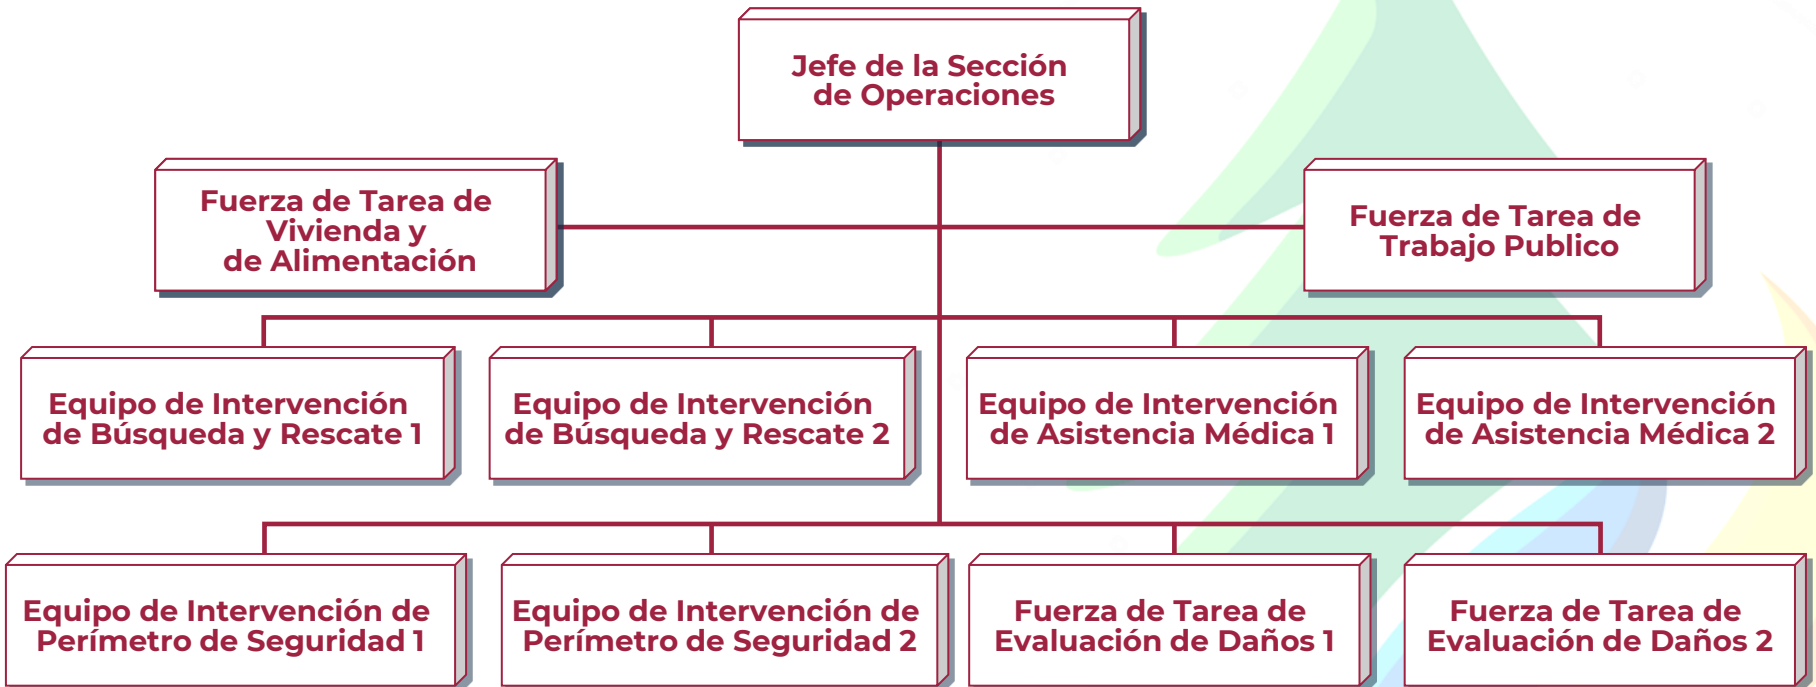 Jefe de la Sección
de Operaciones
Fuerza de Tarea de
Vivienda y
de Alimentación
Fuerza de Tarea de
Trabajo Publico
Equipo de Intervención
de Búsqueda y Rescate 1
Equipo de Intervención
de Búsqueda y Rescate 2
Equipo de Intervención
de Asistencia Médica 1
Equipo de Intervención
de Asistencia Médica 2
Equipo de Intervención de
Perímetro de Seguridad 1
Equipo de Intervención de
Perímetro de Seguridad 2
Fuerza de Tarea de
Evaluación de Daños 1
Fuerza de Tarea de
Evaluación de Daños 2